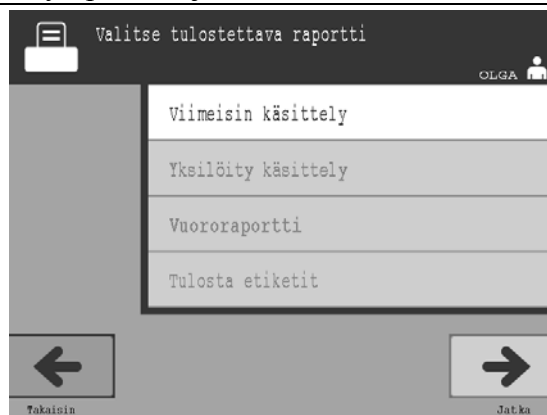 Valitse tulostettava raportti
OLGA
Viimeisin käsittely
Yksilöity käsittely
Vuororaportti
Tulosta etiketit
Takaisin
Jatka